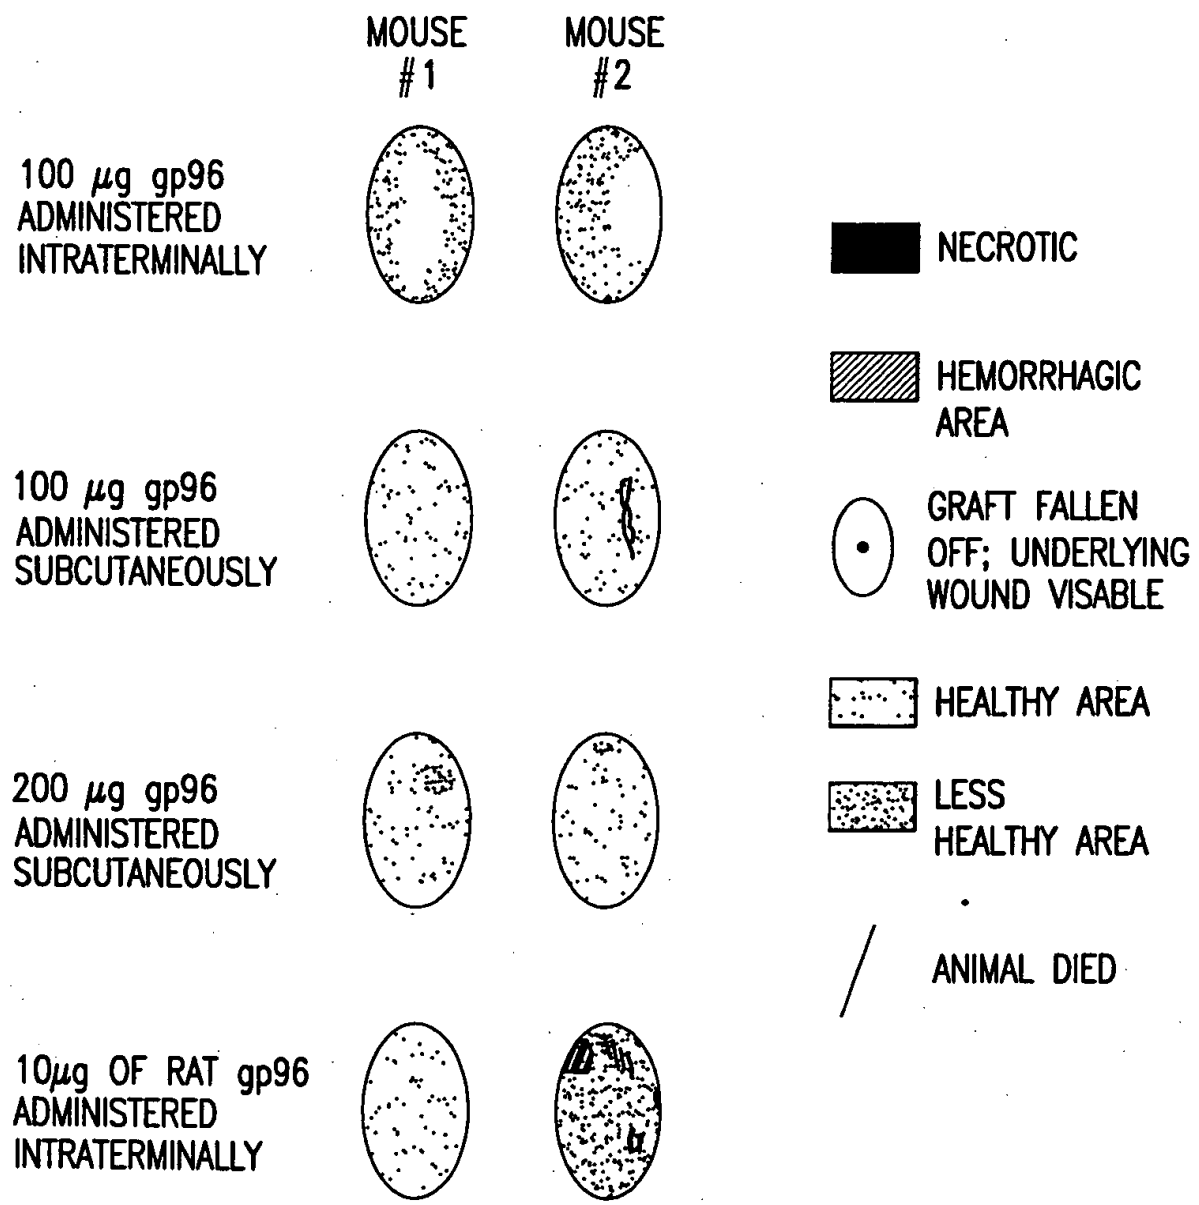 MOUSE
#1
MOUSE
#2
100 µg gp96
ADMINISTERED
INTRATERMINALLY
100 µg gp96
ADMINISTERED
SUBCUTANEOUSLY
200 µg gp96
ADMINISTERED
SUBCUTANEOUSLY
10µg OF RAT gp96
ADMINISTERED
INTRATERMINALLY
NECROTIC
HEMORRHAGIC
AREA
GRAFT FALLEN
OFF; UNDERLYING
WOUND VISABLE
HEALTHY AREA
LESS
HEALTHY AREA
ANIMAL DIED